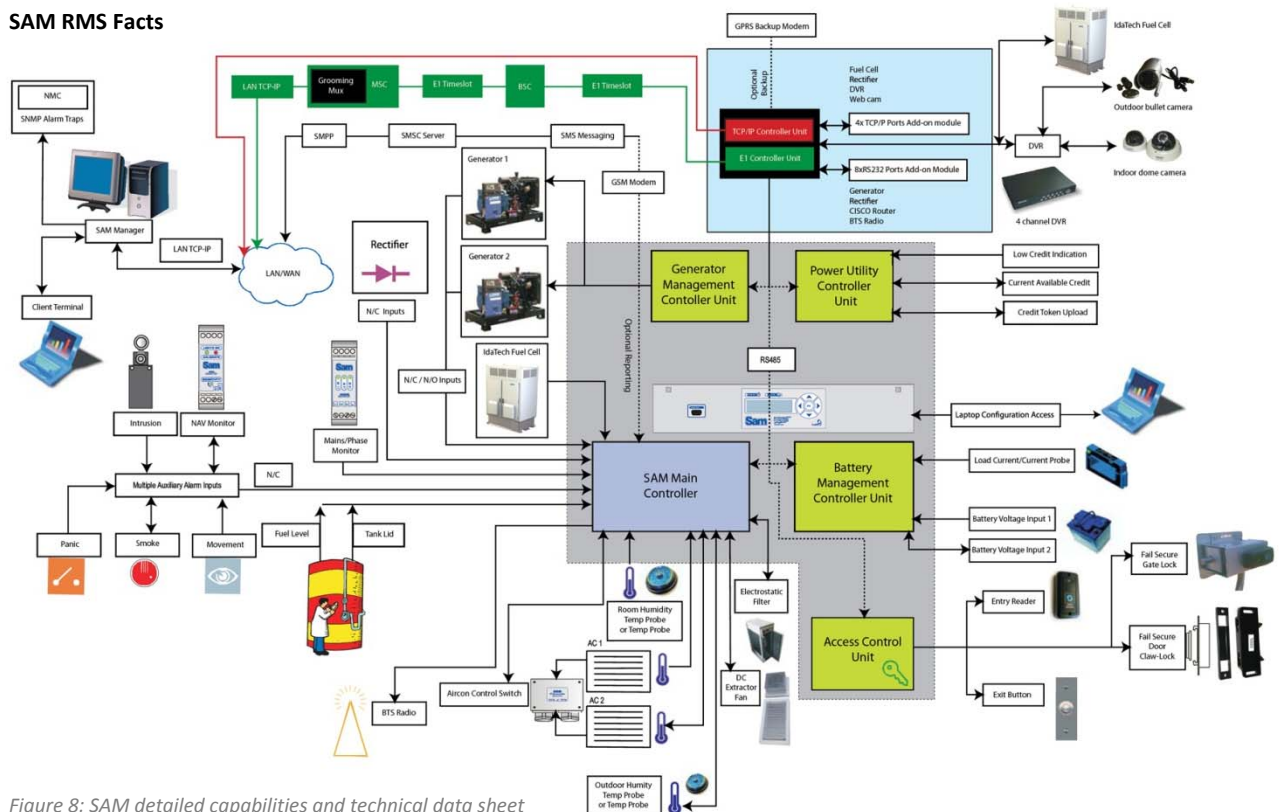 SAM RMS Facts
GPRS Backup Modem
IdaTech Fuel Cell
NMC
SNMP Alarm Traps
LAN TCP-IP
Grooming
Mux
MSC
E1 Timeslot
BSC
E1 Timeslot
Optional
Backup
Fuel Cell
Rectifier
DVR
Web cam
Outdoor bullet camera
SMPP
SMSC Server
SMS Messaging
TCP/IP Controller Unit
4x TCP/P Ports Add-on module
E1 Controller Unit
DVR
Indoor dome camera
8xRS232 Ports Add-on Module
Generator
Rectifier
CISCO Router
BTS Radio
4 channel DVR
Generator 1
GSM Modem
SAM Manager
LAN TCP-IP
LAN/WAN
Rectifier
Generator 2
Generator
Management
Contoller Unit
Power Utility
Controller
Unit
Low Credit Indication
Current Available Credit
Credit Token Upload
Client Terminal
N/C Inputs
Optional Reporting
RS485
IdaTech Fuel Cell
N/C / N/O Inputs
Sam
Sam
Sam
Laptop Configuration Access
Intrusion
NAV Monitor
Mains/Phase
Monitor
N/C
Multiple Auxiliary Alarm Inputs
SAM Main
Controller
Battery
Management
Controller Unit
Load Current/Current Probe
Battery Voltage Input 1
Battery Voltage Input 2
Panic
Smoke
Movement
Fuel Level
Tank Lid
Fail Secure
Gate Lock
Room Humidity
Temp Probe
or Temp Probe
Electrostatic
Filter
Entry Reader
Access Control
Unit
Fail Secure
Door
Claw-Lock
AC 1
Aircon Control Switch
BTS Radio
AC 2
DC
Extractor
Fan
Exit Button
Outdoor Humity
Temp Probe
or Temp Probe
Figure 8: SAM detailed capabilities and technical data sheet